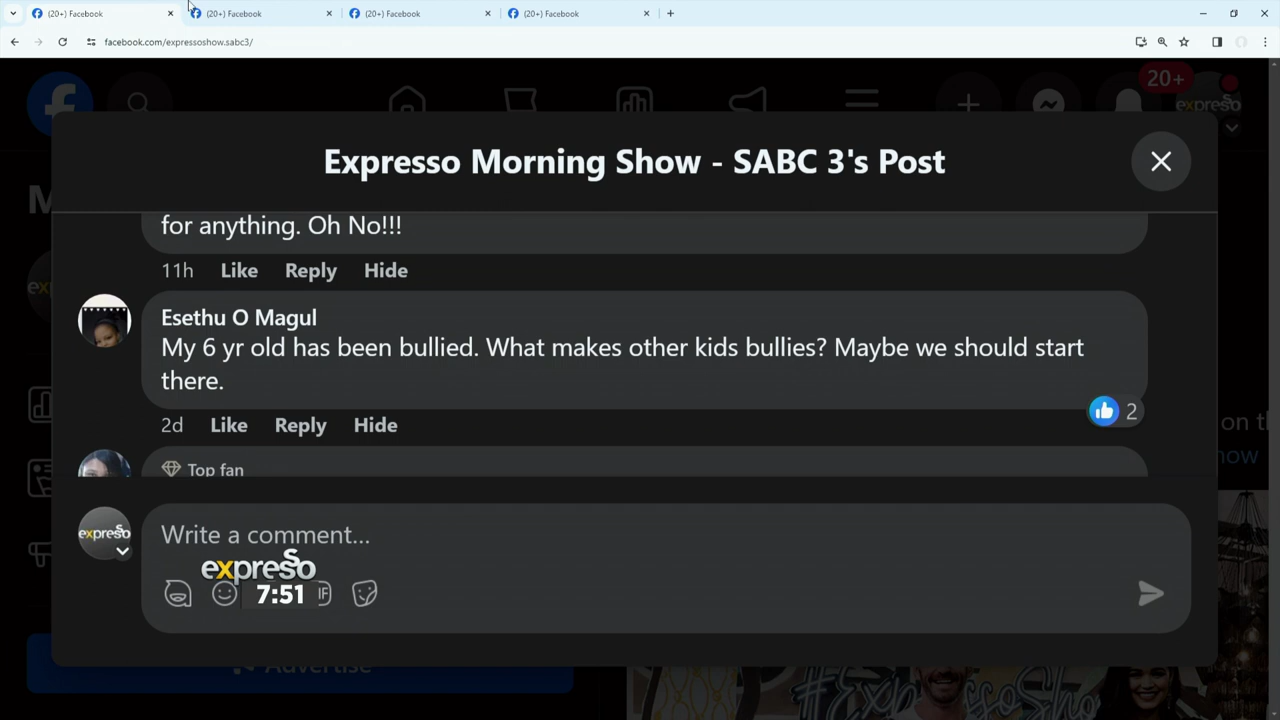 (20+) Facebook
(20+) Facebook
(20+) Facebook
(20+) Facebook
facebook.com/expressoshow.sabc3/
20+
expresso
Expresso Morning Show - SABC 3's Post
for anything. Oh No!!!
11h Like Reply Hide
Esethu O Magul
My 6 yr old has been bullied. What makes other kids bullies? Maybe we should start
there.
2
2d Like Reply Hide
Top fan
expresso
Write a comment...
expresso
7:51
Advertise